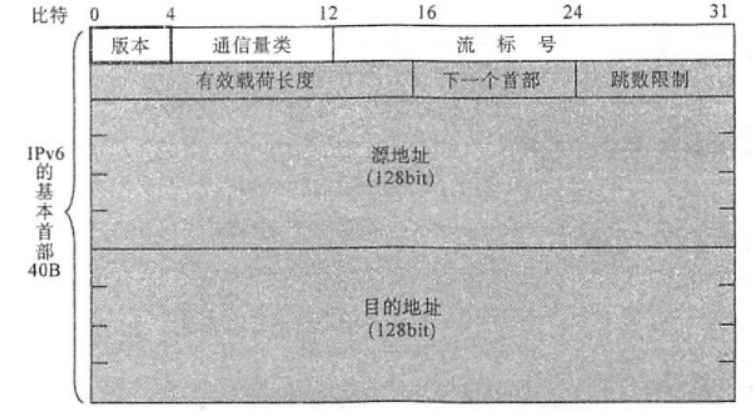 比特 0 4 12 16 24 31
版本 通信量类 流 标 号
有效载荷长度 下一个首部 跳数限制
源地址
(128bit)
IPv6
的
基
本
首
部
40B
目的地址
(128bit)